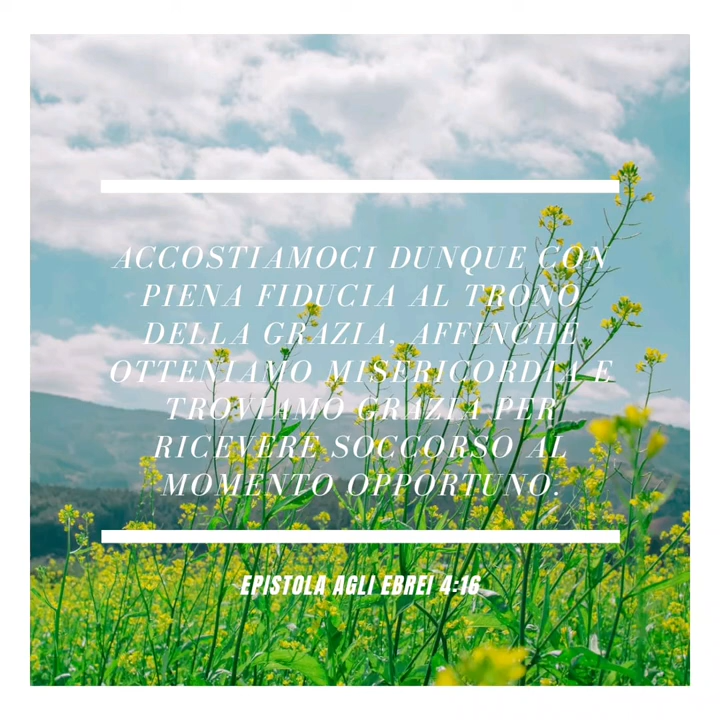 ACCOSTIAMOCI DUNQUE CON
PIENA FIDUCIA AL TRONO
DELLA GRAZIA, AFFINCHÉ
OTTENIAMO MISERICORDIA E
TROVIAMO GRAZIA PER
RICEVERE SOCCORSO AL
MOMENTO OPPORTUNO.
EPISTOLA AGLI EBREI 4:16